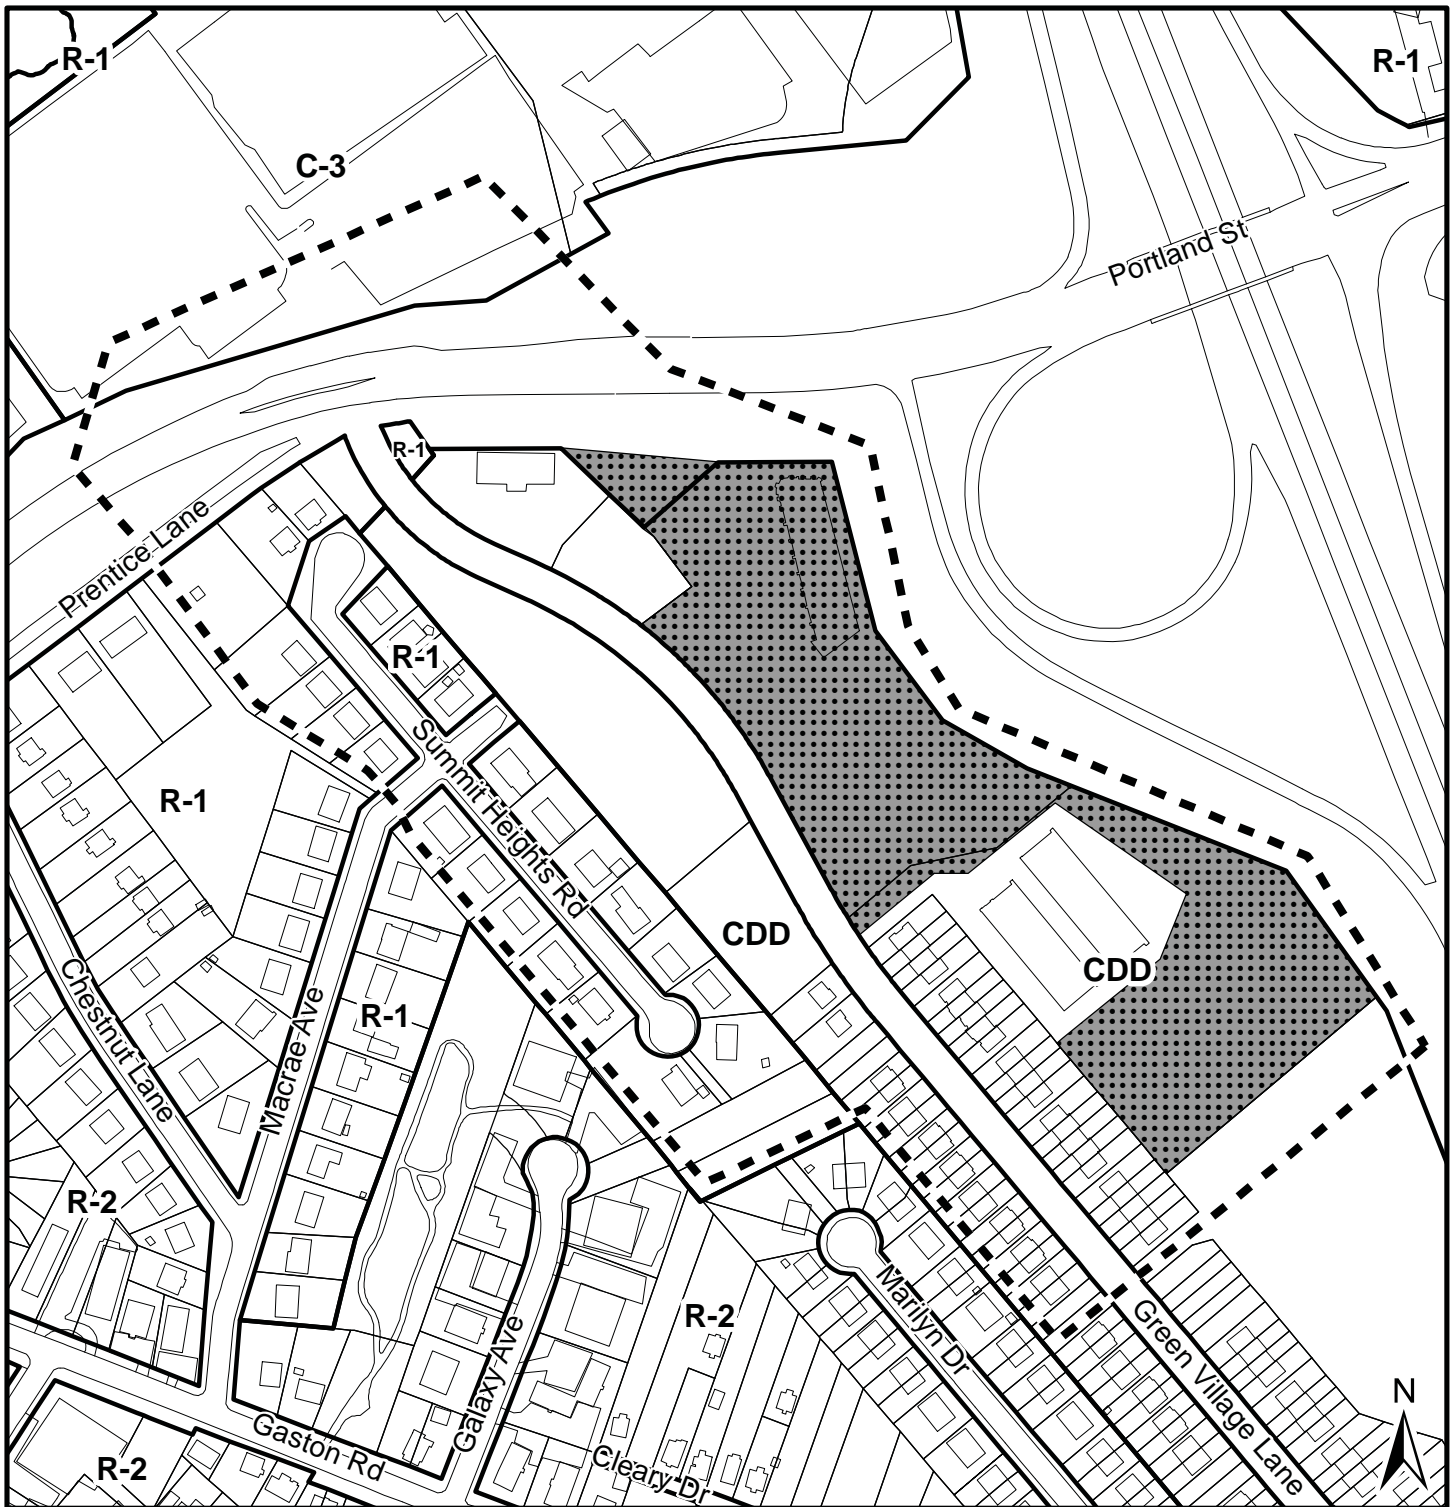 R-1
R-1
C-3
Portland St
R-1
Prentice Lane
R-1
Summit Heights Rd
R-1
CDD
CDD
Chestnut Lane
Macrae Ave
R-1
R-2
R-2
Marilyn Dr
Green Village Lane
Galaxy Ave
N
Gaston Rd
Cleary Dr
R-2